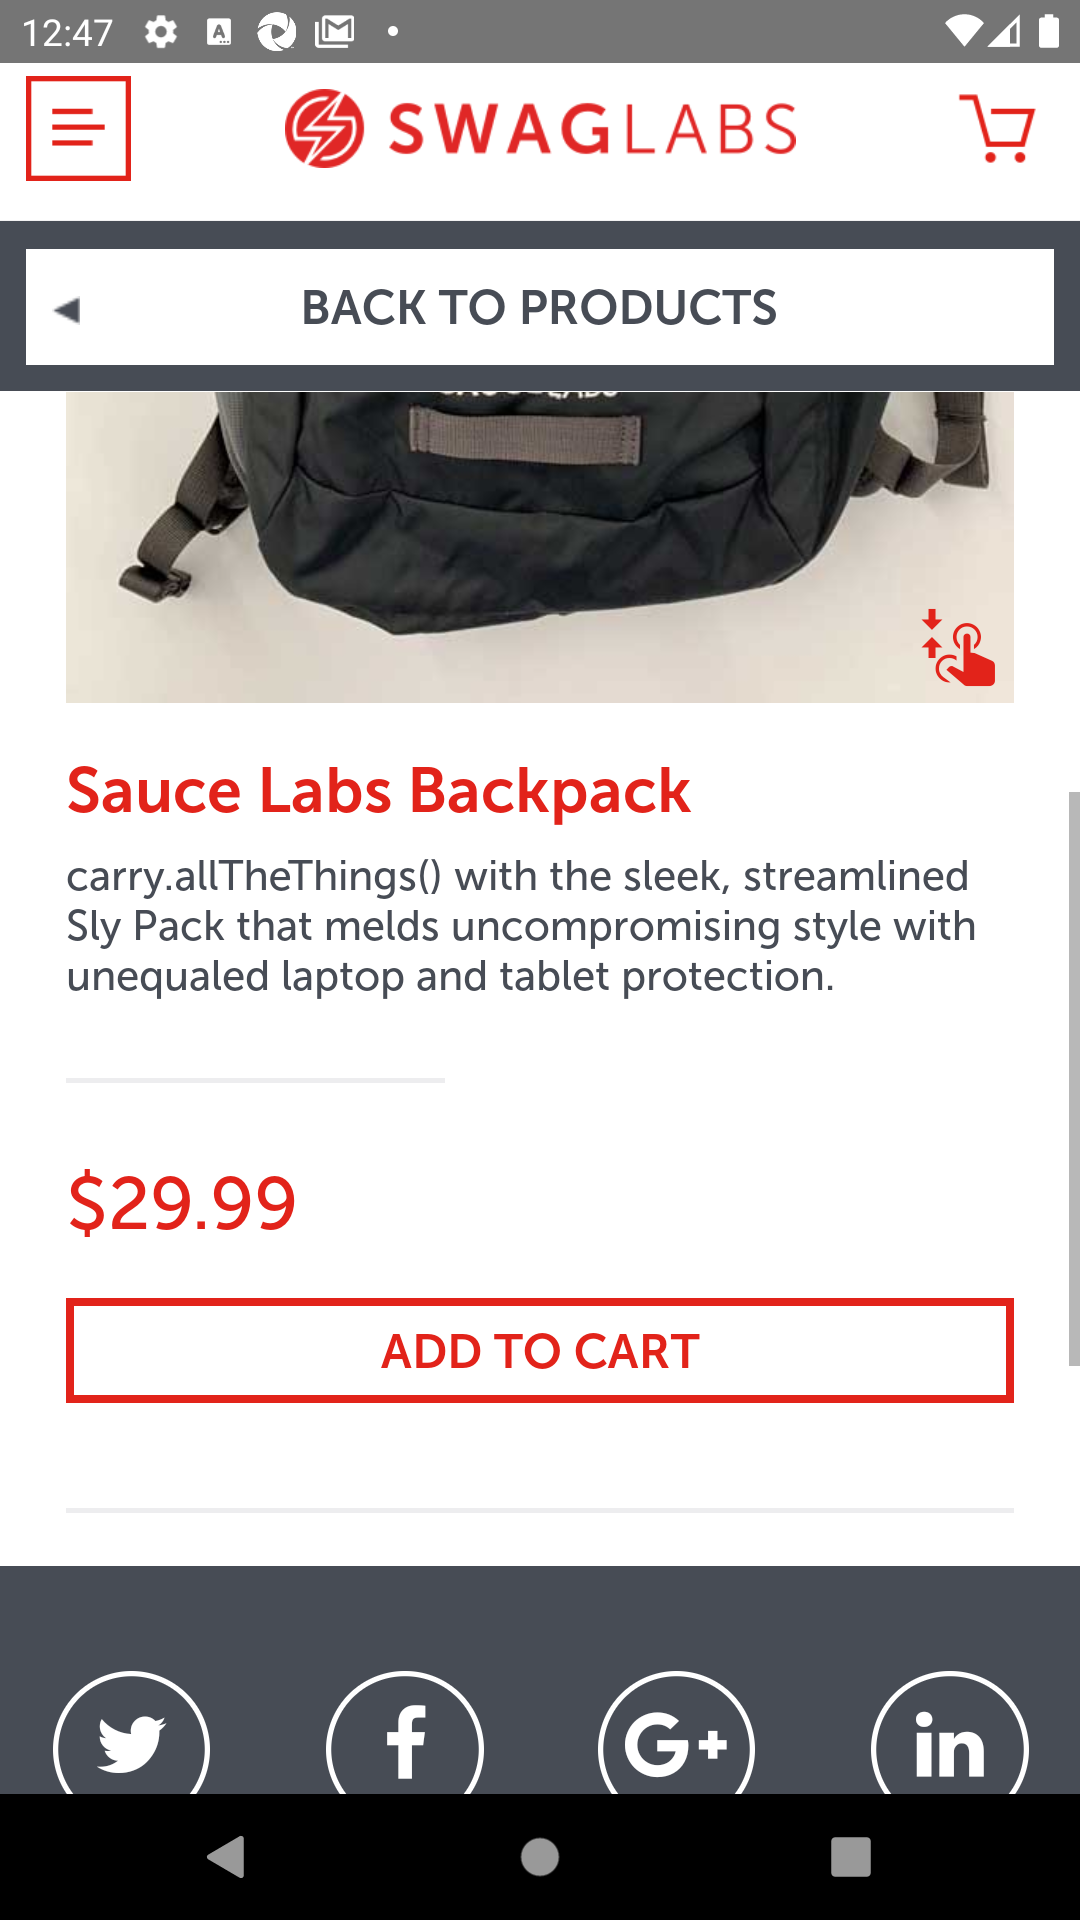 12:47
SWAGLABS
BACK TO PRODUCTS
Sauce Labs Backpack
carry.allTheThings() with the sleek, streamlined
Sly Pack that melds uncompromising style with
unequaled laptop and tablet protection.
$29.99
ADD TO CART
f
G+
in